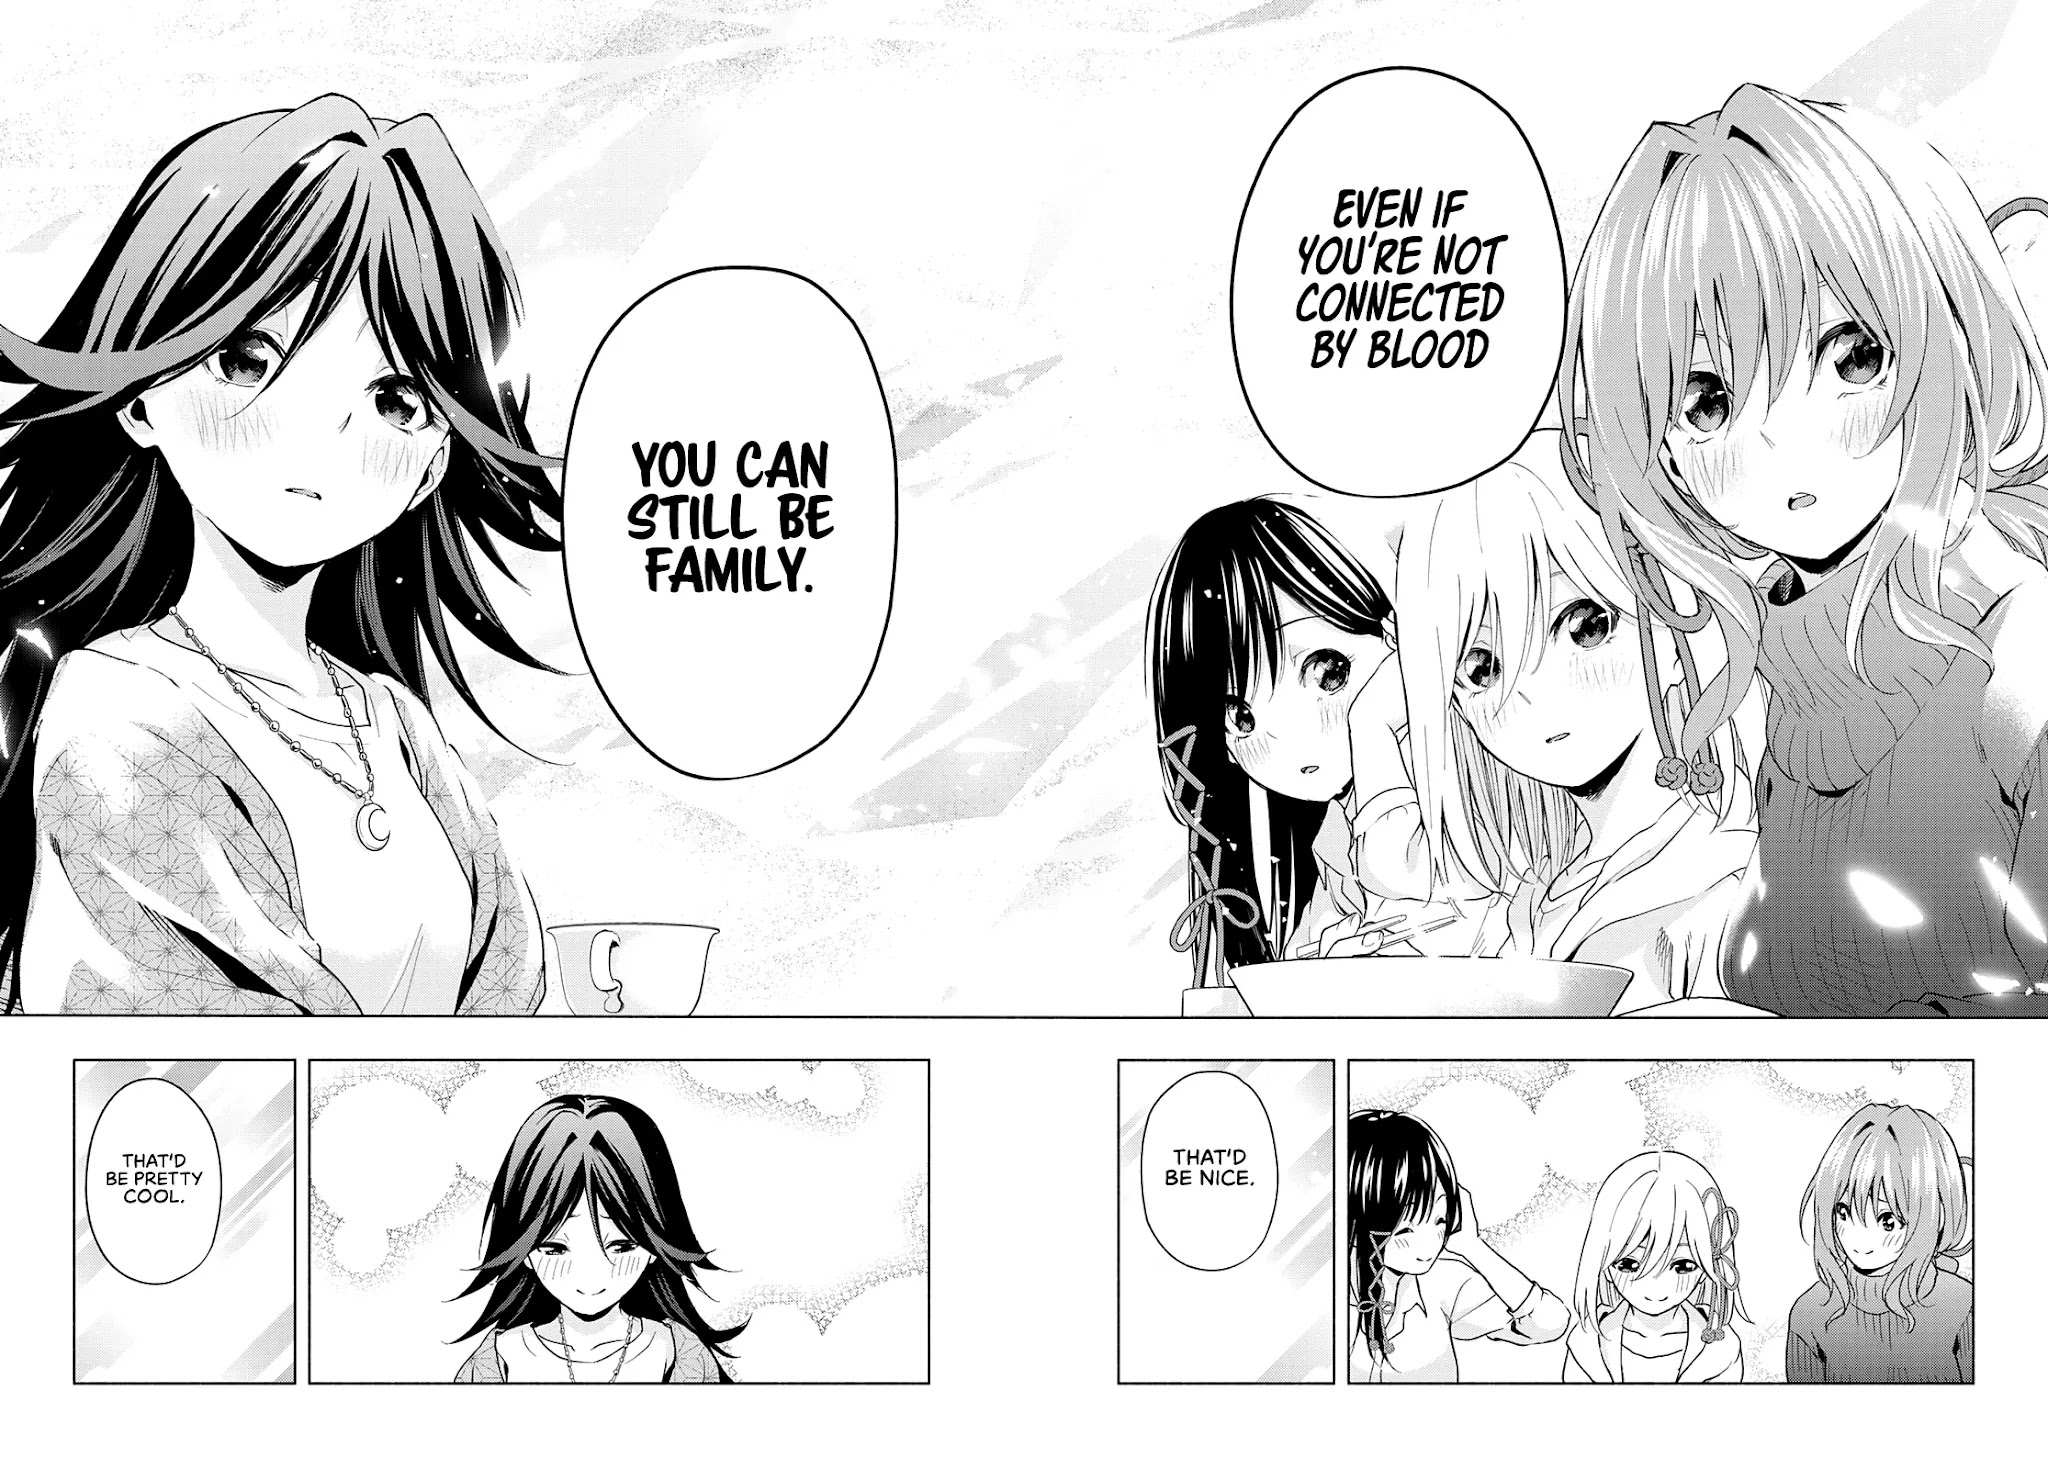 EVEN IF
YOU'RE NOT
CONNECTED
BY BLOOD
YOU CAN
STILL BE
FAMILY.
THAT'D
BE NICE.
THAT'D
BE PRETTY
COOL.